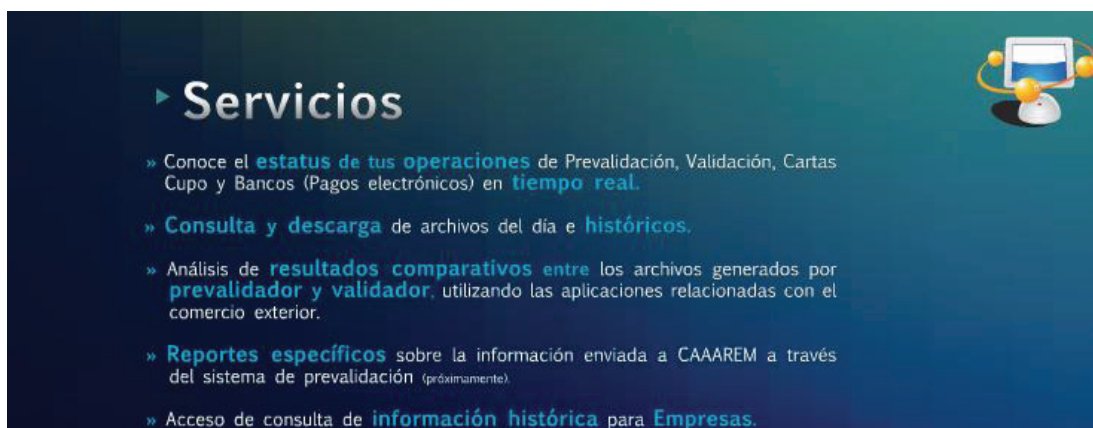 Servicios
» Conoce el estatus de tus operaciones de Prevalidación, Validación, Cartas
Cupo y Bancos (Pagos electrónicos) en tiempo real.
» Consulta y descarga de archivos del día e históricos.
» Análisis de resultados comparativos entre los archivos generados por
prevalidador y validador, utilizando las aplicaciones relacionadas con el
comercio exterior.
» Reportes específicos sobre la información enviada a CAAAREM a través
del sistema de prevalidación (próximamente).
» Acceso de consulta de información histórica para Empresas.